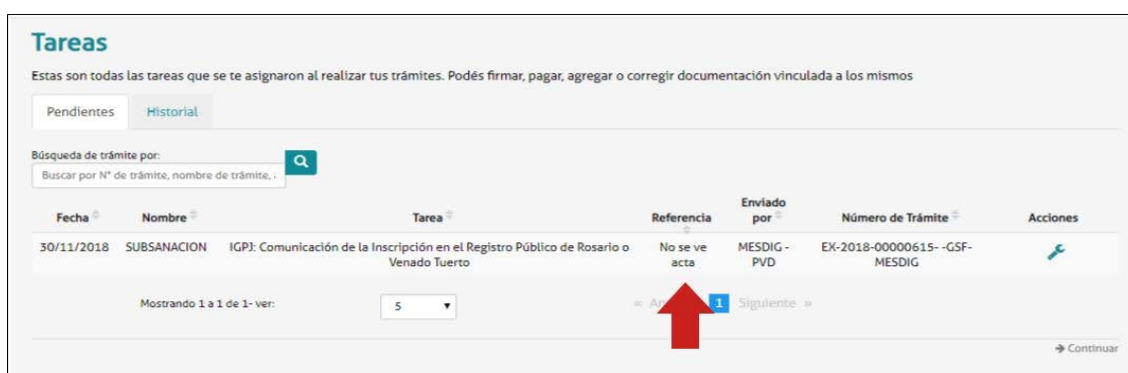 Tareas
Estas son todas las tareas que se te asignaron al realizar tus trámites. Podés firmar, pagar, agregar o corregir documentación vinculada a los mismos
Pendientes Historial
Búsqueda de trámite por:
Buscar por N° de trámite, nombre de trámite,
Fecha Nombre Tarea Referencia Enviado por Número de Trámite Acciones
30/11/2018 SUBSANACION IGPJ: Comunicación de la Inscripción en el Registro Público de Rosario o Venado Tuerto No se ve acta MESDIG - PVD EX-2018-00000615- -GSF-MESDIG
Mostrando 1 a 1 de 1- ver: 5 « 1 Siguiente »
→ Continuar